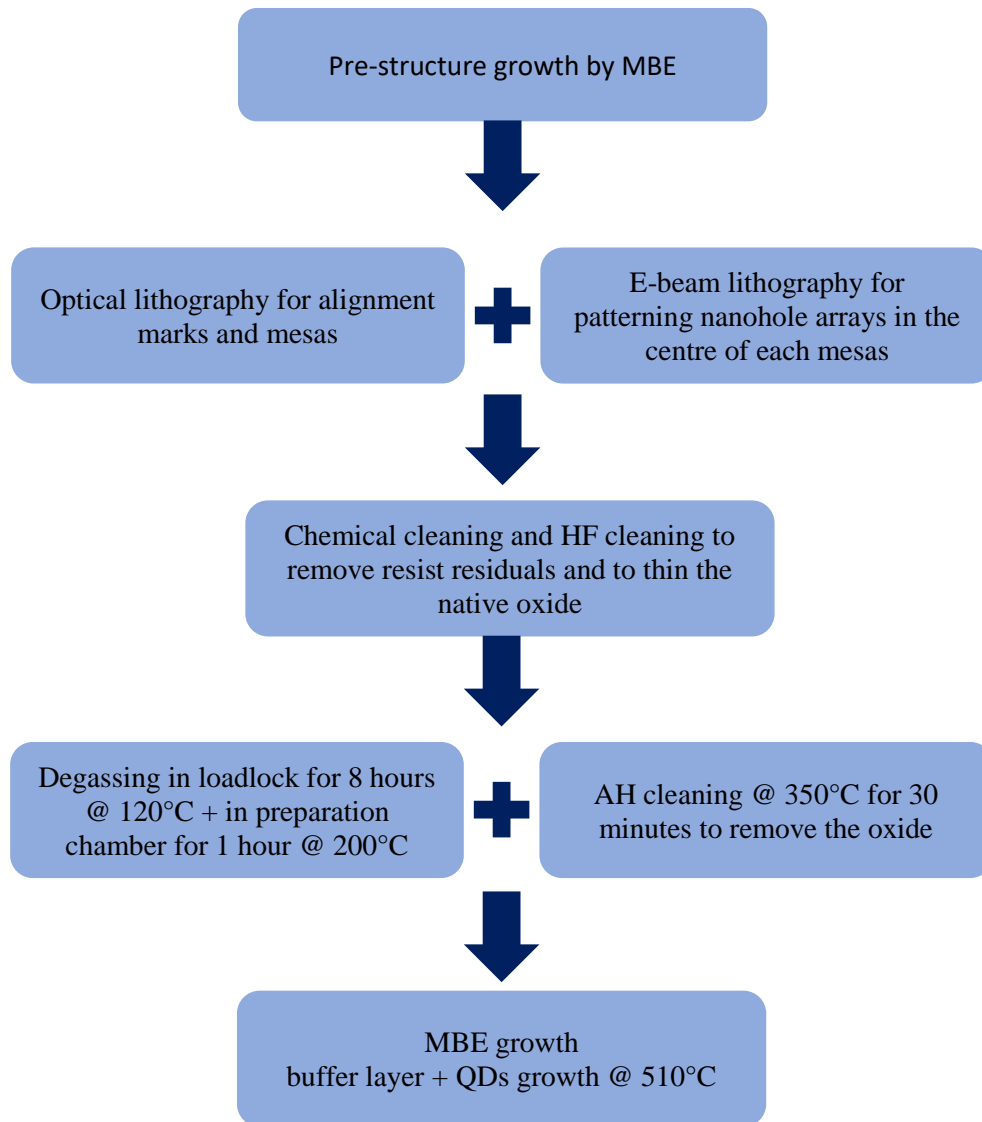 Pre-structure growth by MBE
Optical lithography for alignment
marks and mesas
E-beam lithography for
patterning nanohole arrays in the
centre of each mesas
Chemical cleaning and HF cleaning to
remove resist residuals and to thin the
native oxide
Degassing in loadlock for 8 hours
@ 120°C + in preparation
chamber for 1 hour @ 200°C
AH cleaning @ 350°C for 30
minutes to remove the oxide
MBE growth
buffer layer + QDs growth @ 510°C